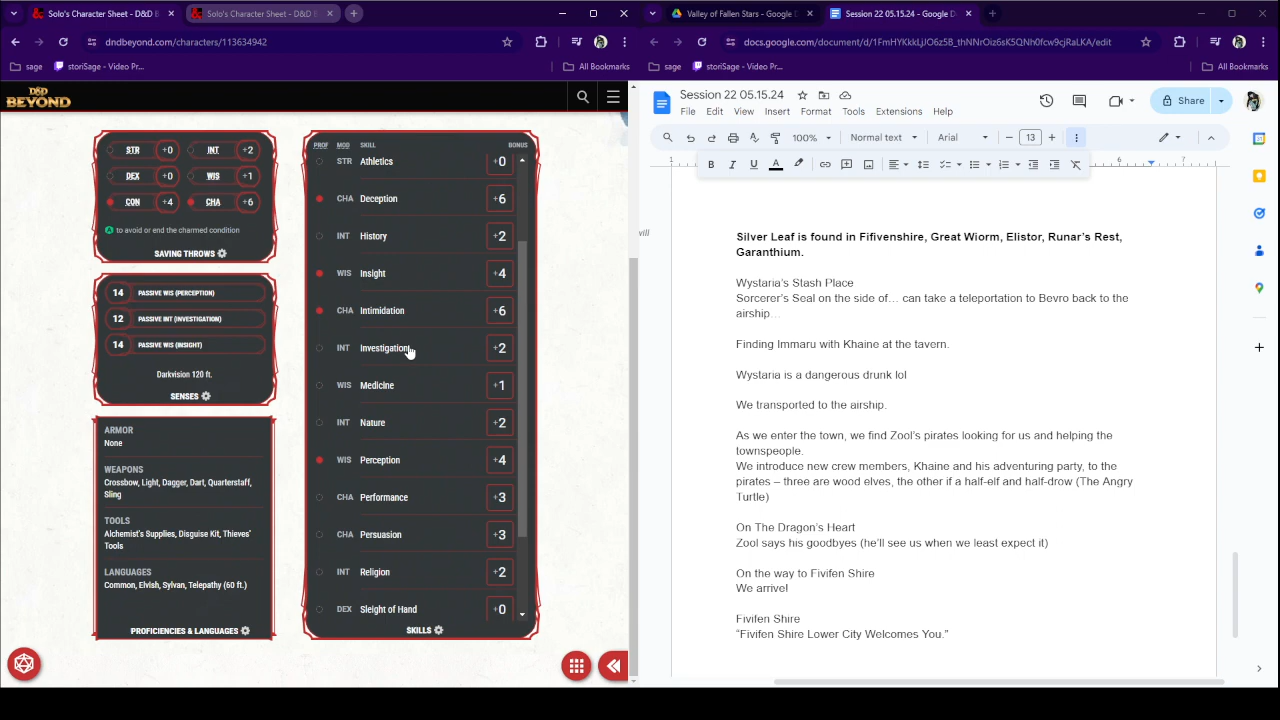 Solo's Character Sheet - D&D B
Solo's Character Sheet - D&D B
dndbeyond.com/characters/113634942
sage
storiSage - Video Pr...
All Bookmarks
D&D
BEYOND
STR +0 INT +2
DEX +0 WIS +1
CON +4 CHA +6
A to avoid or end the charmed condition
SAVING THROWS
14 PASSIVE WIS (PERCEPTION)
12 PASSIVE INT (INVESTIGATION)
14 PASSIVE WIS (INSIGHT)
Darkvision 120 ft.
SENSES
ARMOR
None
WEAPONS
Crossbow, Light, Dagger, Dart, Quarterstaff,
Sling
TOOLS
Alchemist's Supplies, Disguise Kit, Thieves'
Tools
LANGUAGES
Common, Elvish, Sylvan, Telepathy (60 ft.)
PROFICIENCIES & LANGUAGES
PROF MOD SKILL BONUS
STR Athletics +0
CHA Deception +6
INT History +2
WIS Insight +4
CHA Intimidation +6
INT Investigation +2
WIS Medicine +1
INT Nature +2
WIS Perception +4
CHA Performance +3
CHA Persuasion +3
INT Religion +2
DEX Sleight of Hand +0
SKILLS
Valley of Fallen Stars - Google D
Session 22 05.15.24 - Google D
docs.google.com/document/d/1FmHYKkkLjJO6z5B_thNNrOiz6sK5QNh0fcw9cjRaLKA/edit
sage
storiSage - Video Pr...
All Bookmarks
Session 22 05.15.24
File Edit View Insert Format Tools Extensions Help
Share
100% Normal text Arial 13
B I U A
1 6 7
will
Silver Leaf is found in Fifivenshire, Great Wiorm, Elistor, Runar's Rest,
Garanthium.
Wystaria's Stash Place
Sorcerer's Seal on the side of… can take a teleportation to Bevro back to the
airship…
Finding Immaru with Khaine at the tavern.
Wystaria is a dangerous drunk lol
We transported to the airship.
As we enter the town, we find Zool's pirates looking for us and helping the
townspeople.
We introduce new crew members, Khaine and his adventuring party, to the
pirates – three are wood elves, the other if a half-elf and half-drow (The Angry
Turtle)
On The Dragon's Heart
Zool says his goodbyes (he'll see us when we least expect it)
On the way to Fivifen Shire
We arrive!
Fivifen Shire
“Fivifen Shire Lower City Welcomes You.”